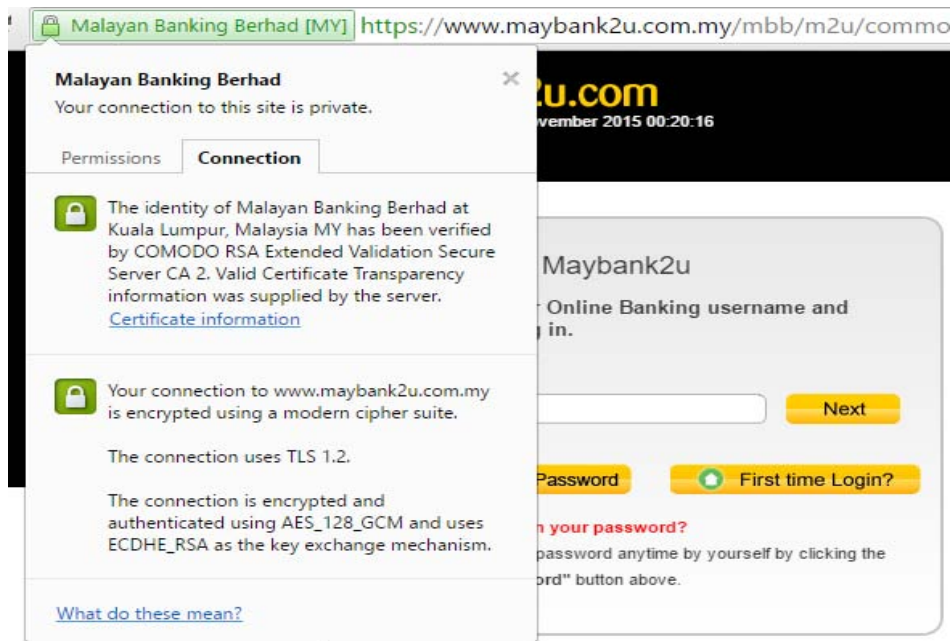 Malayan Banking Berhad [MY] https://www.maybank2u.com.my/mbb/m2u/commo
Malayan Banking Berhad
Your connection to this site is private.
Permissions Connection
The identity of Malayan Banking Berhad at
Kuala Lumpur, Malaysia MY has been verified
by COMODO RSA Extended Validation Secure
Server CA 2. Valid Certificate Transparency
information was supplied by the server.
Certificate information
Your connection to www.maybank2u.com.my
is encrypted using a modern cipher suite.
The connection uses TLS 1.2.
The connection is encrypted and
authenticated using AES_128_GCM and uses
ECDHE_RSA as the key exchange mechanism.
What do these mean?
2u.com
vember 2015 00:20:16
Maybank2u
Online Banking username and
in.
Next
Password First time Login?
your password?
password anytime by yourself by clicking the
ord" button above.